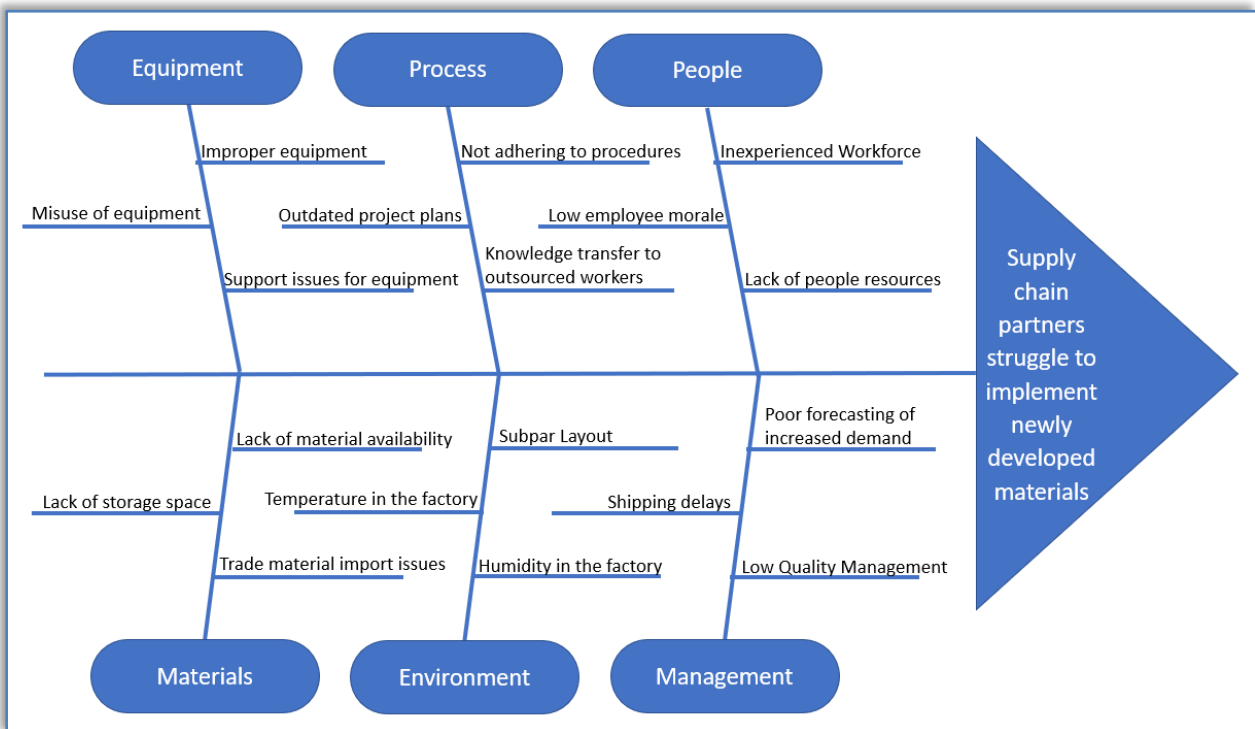 Equipment
Process
People
Improper equipment
Not adhering to procedures
Inexperienced Workforce
Misuse of equipment
Outdated project plans
Low employee morale
Support issues for equipment
Knowledge transfer to
outsourced workers
Lack of people resources
Supply
chain
partners
struggle to
implement
newly
developed
materials
Lack of material availability
Subpar Layout
Poor forecasting of
increased demand
Lack of storage space
Temperature in the factory
Shipping delays
Trade material import issues
Humidity in the factory
Low Quality Management
Materials
Environment
Management